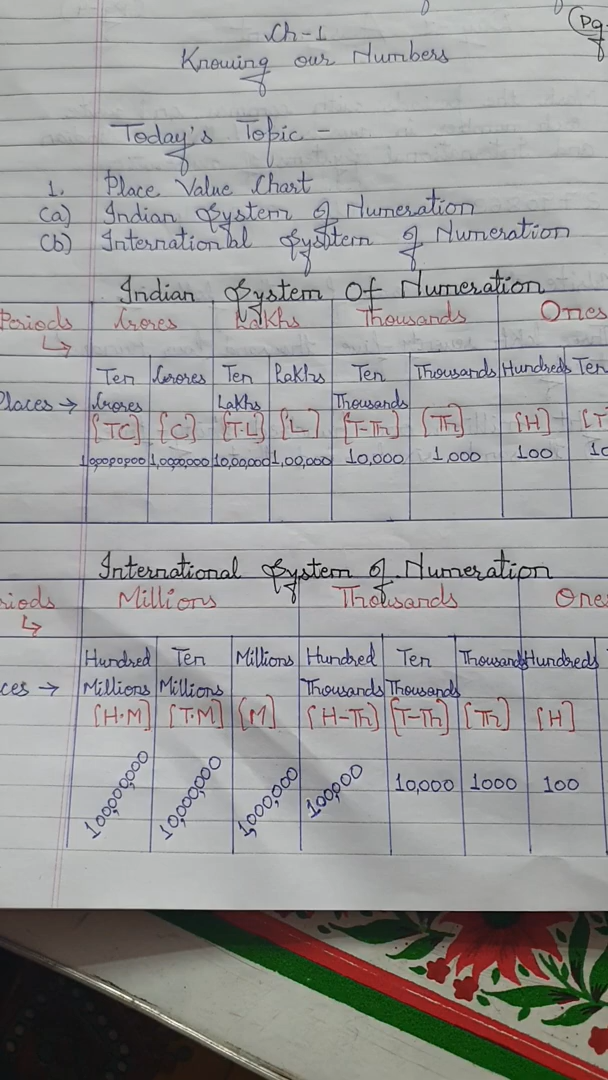 Pg.
Ch-1
Knowing our Numbers
Today's Topic -
1. Place Value Chart
(a) Indian System of Numeration
(b) International System of Numeration
Indian System Of Numeration
Periods Crores Lakhs Thousands Ones
Ten Crores Ten Lakhs Ten Thousands Hundreds Ten
Places → Crores Lakhs Thousands
[TC] [C] [T-L] [L] [T-Th] [Th] [H] [T
10,00,00,000 1,00,00,000 10,00,000 1,00,000 10,000 1,000 100 10
International System of Numeration
riods Millions Thousands Ones
Hundred Ten Millions Hundred Ten Thousands Hundreds
ces → Millions Millions Thousands Thousands
[H.M] [T.M] [M] [H-Th] [T-Th] [Th] [H]
100,000,000 10,000,000 1,000,000 100,000 10,000 1000 100